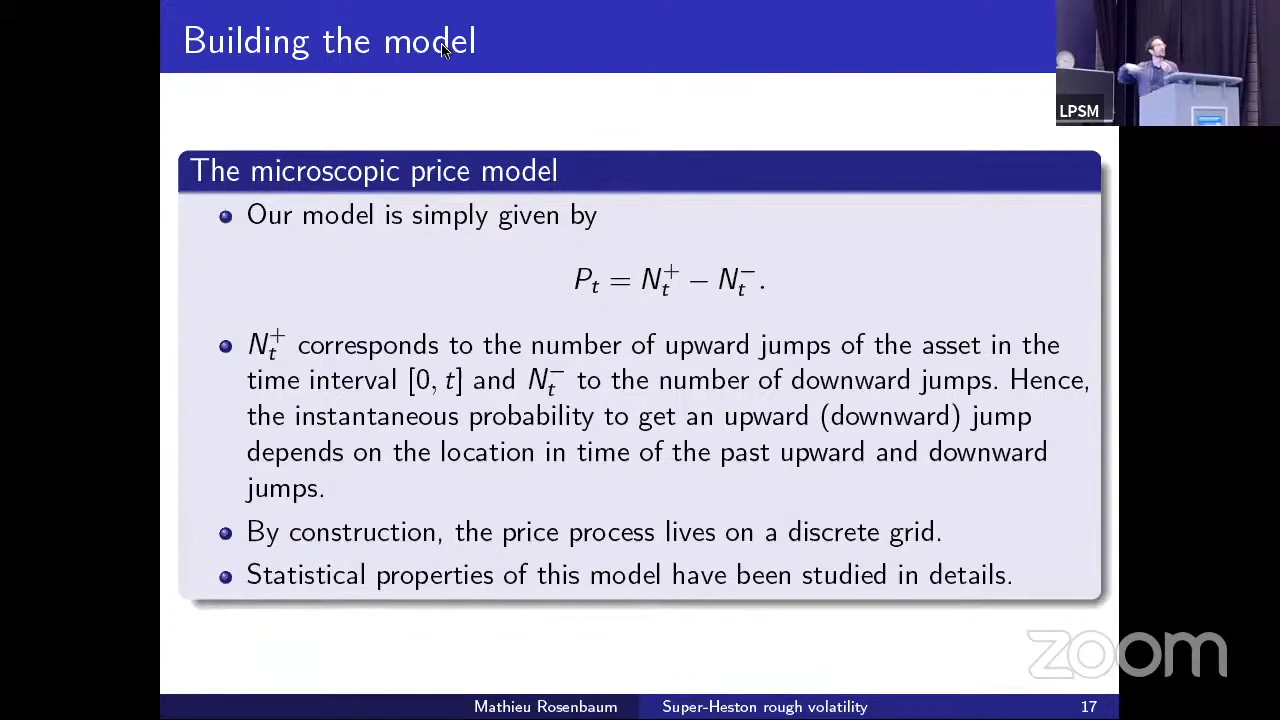 Building the model
LPSM
The microscopic price model
Our model is simply given by
P_t = N_t^+ − N_t^−.
N_t^+ corresponds to the number of upward jumps of the asset in the
time interval [0, t] and N_t^− to the number of downward jumps. Hence,
the instantaneous probability to get an upward (downward) jump
depends on the location in time of the past upward and downward
jumps.
By construction, the price process lives on a discrete grid.
Statistical properties of this model have been studied in details.
zoom
Mathieu Rosenbaum Super-Heston rough volatility 17